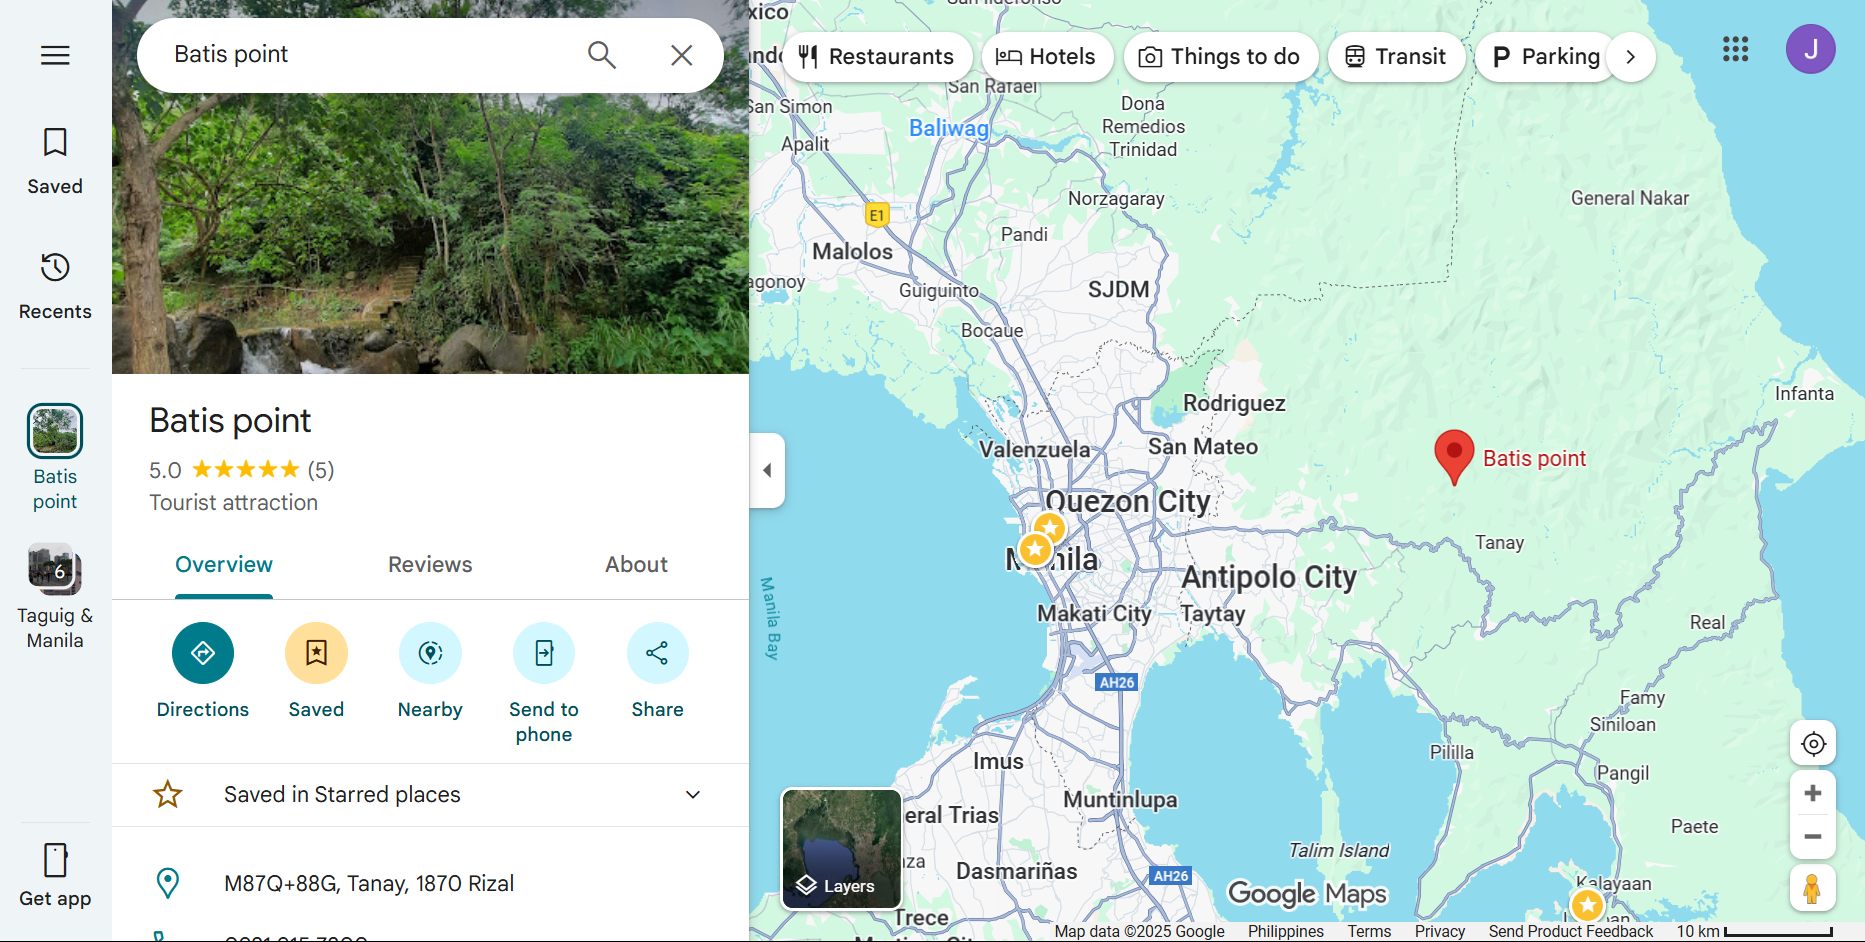 Saved
Recents
Batis
point
6
Taguig &
Manila
Get app
Batis point
Batis point
5.0
(5)
Tourist attraction
Overview
Reviews
About
Directions
Saved
Nearby
Send to
phone
Share
Saved in Starred places
M87Q+88G, Tanay, 1870 Rizal
Restaurants
Hotels
Things to do
Transit
P Parking
J
San Rafael
San Simon
Dona
Remedios
Trinidad
Baliwag
Apalit
Norzagaray
General Nakar
E1
Pandi
Malolos
Guiguinto
SJDM
Bocaue
Infanta
Rodriguez
Valenzuela
San Mateo
Batis point
Quezon City
Tanay
Manila Bay
Antipolo City
Makati City
Taytay
Real
AH26
Famy
Siniloan
Pililla
Imus
Pangil
Muntinlupa
eral Trias
Paete
Talim Island
Dasmariñas
AH26
Layers
Kalayaan
Google Maps
Trece
Map data ©2025 Google
Philippines
Terms
Privacy
Send Product Feedback
10 km